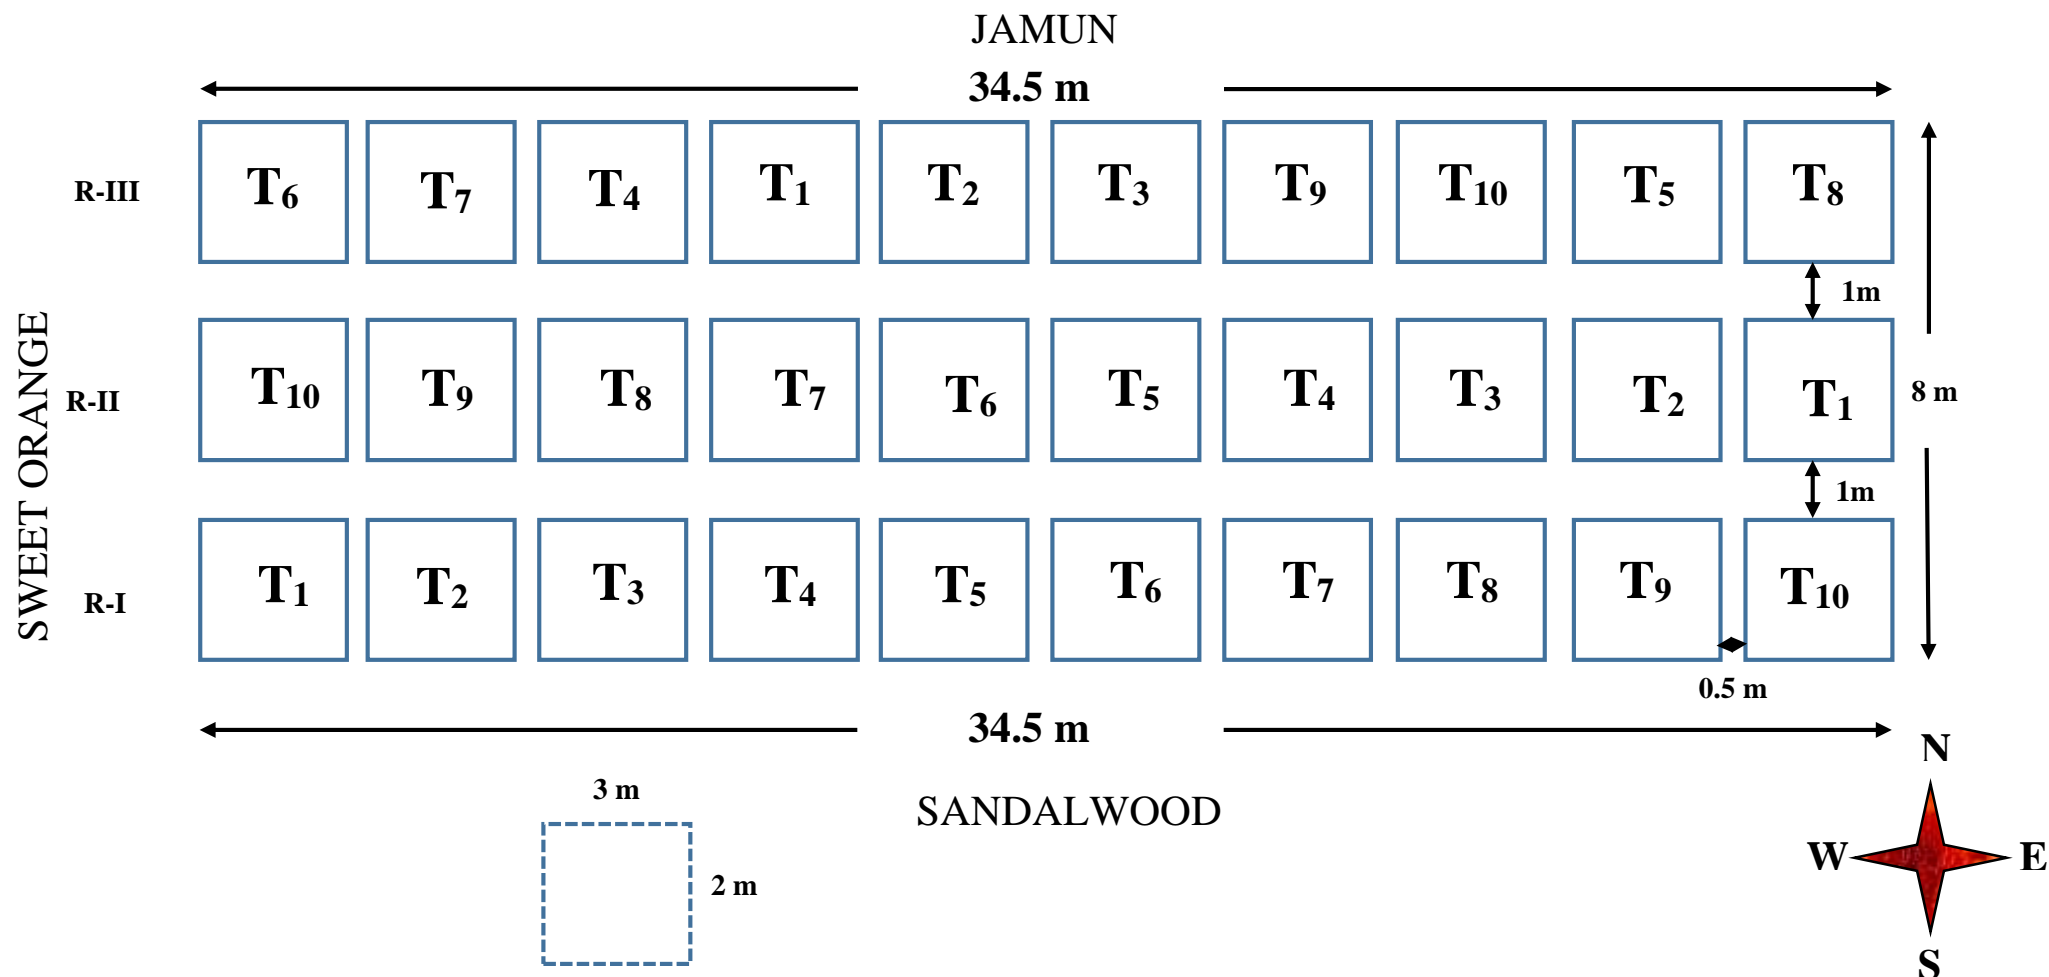 JAMUN
34.5 m
R-III T₆ T₇ T₄ T₁ T₂ T₃ T₉ T₁₀ T₅ T₈
1m
SWEET ORANGE
R-II T₁₀ T₉ T₈ T₇ T₆ T₅ T₄ T₃ T₂ T₁ 8 m
1m
R-I T₁ T₂ T₃ T₄ T₅ T₆ T₇ T₈ T₉ T₁₀
0.5 m
34.5 m
SANDALWOOD
3 m
2 m
N
W E
S